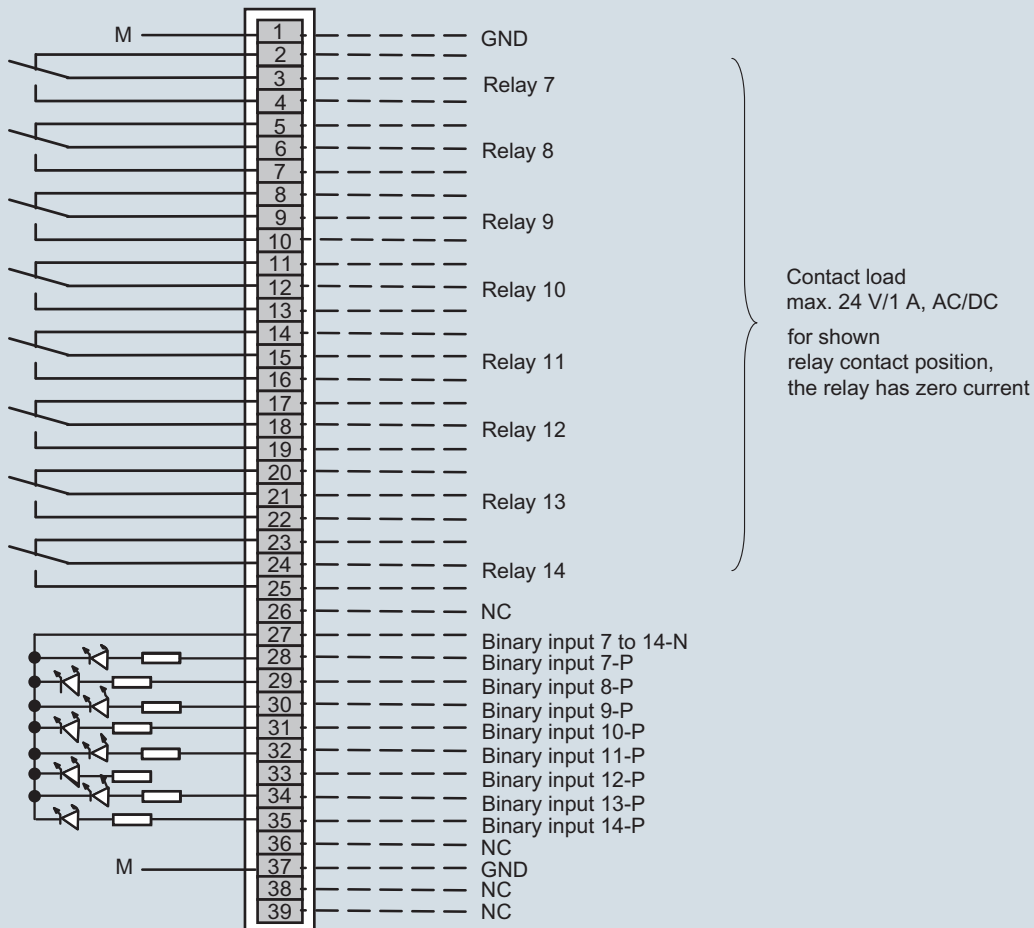 M 1 GND
2
3 Relay 7
4
5
6 Relay 8
7
8
9 Relay 9
10
11
12 Relay 10
13
14
15 Relay 11
16
17
18 Relay 12
19
20
21 Relay 13
22
23
24 Relay 14
25
Contact load
max. 24 V/1 A, AC/DC
for shown
relay contact position,
the relay has zero current
26 NC
27 Binary input 7 to 14-N
28 Binary input 7-P
29 Binary input 8-P
30 Binary input 9-P
31 Binary input 10-P
32 Binary input 11-P
33 Binary input 12-P
34 Binary input 13-P
35 Binary input 14-P
36 NC
M 37 GND
38 NC
39 NC